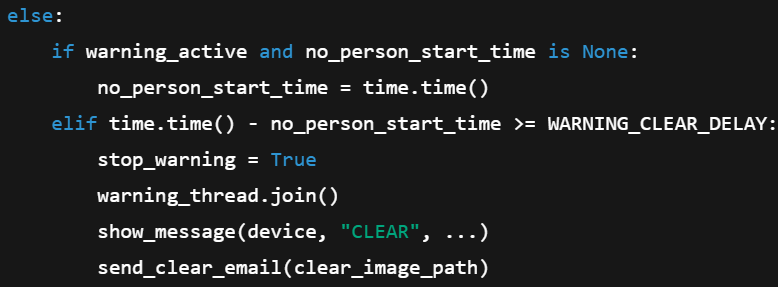 else:
    if warning_active and no_person_start_time is None:
        no_person_start_time = time.time()
    elif time.time() - no_person_start_time >= WARNING_CLEAR_DELAY:
        stop_warning = True
        warning_thread.join()
        show_message(device, "CLEAR", ...)
        send_clear_email(clear_image_path)